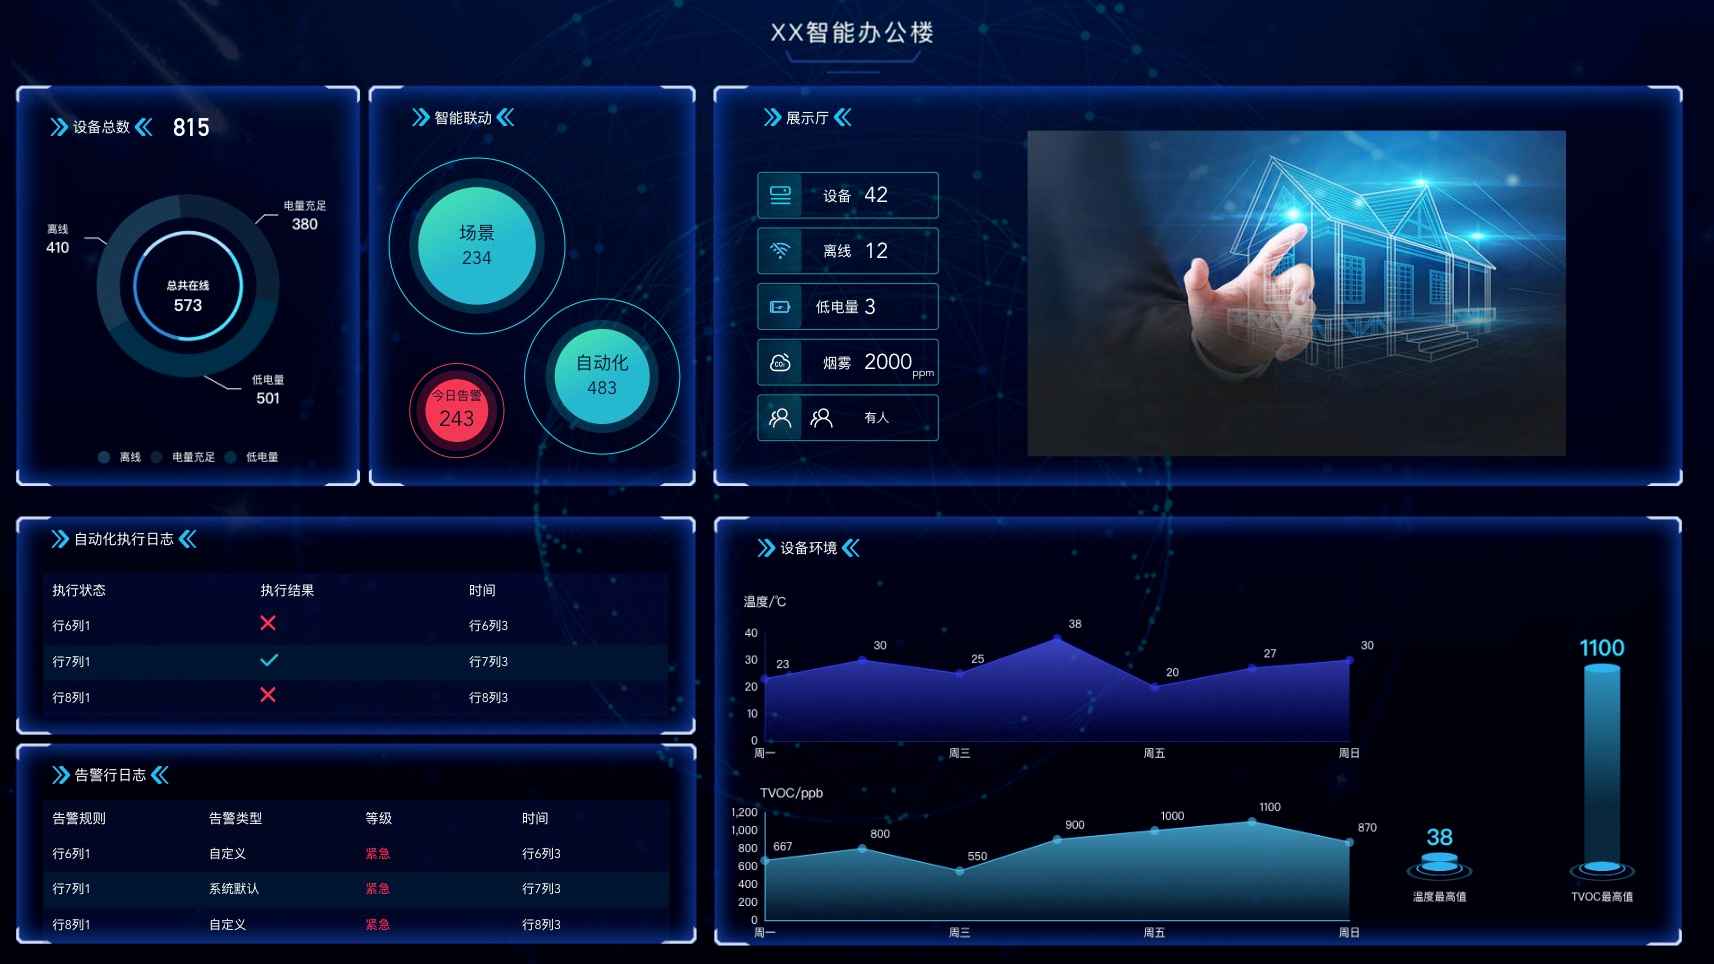 XX智能办公楼
设备总数 815
电量充足
380
离线
410
总共在线
573
低电量
501
离线 电量充足 低电量
智能联动
场景
234
自动化
483
今日告警
243
展示厅
设备 42
离线 12
低电量 3
CO₂ 烟雾 2000 ppm
有人
自动化执行日志
执行状态 执行结果 时间
行6列1 行6列3
行7列1 行7列3
行8列1 行8列3
告警行日志
告警规则 告警类型 等级 时间
行6列1 自定义 紧急 行6列3
行7列1 系统默认 紧急 行7列3
行8列1 自定义 紧急 行8列3
设备环境
温度/℃
40
30
20
10
0
23 30 25 38 20 27 30
周一 周三 周五 周日
TVOC/ppb
1,200
1,000
800
600
400
200
0
667 800 550 900 1000 1100 870
周一 周三 周五 周日
38
温度最高值
1100
TVOC最高值